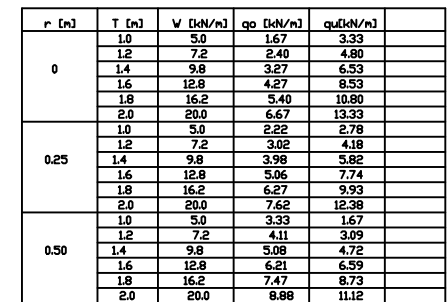 r [m] T [m] W [kN/m] qo [kN/m] qu[kN/m]
1.0 5.0 1.67 3.33
1.2 7.2 2.40 4.80
0 1.4 9.8 3.27 6.53
1.6 12.8 4.27 8.53
1.8 16.2 5.40 10.80
2.0 20.0 6.67 13.33
1.0 5.0 2.22 2.78
1.2 7.2 3.02 4.18
0.25 1.4 9.8 3.98 5.82
1.6 12.8 5.06 7.74
1.8 16.2 6.27 9.93
2.0 20.0 7.62 12.38
1.0 5.0 3.33 1.67
1.2 7.2 4.11 3.09
0.50 1.4 9.8 5.08 4.72
1.6 12.8 6.21 6.59
1.8 16.2 7.47 8.73
2.0 20.0 8.88 11.12